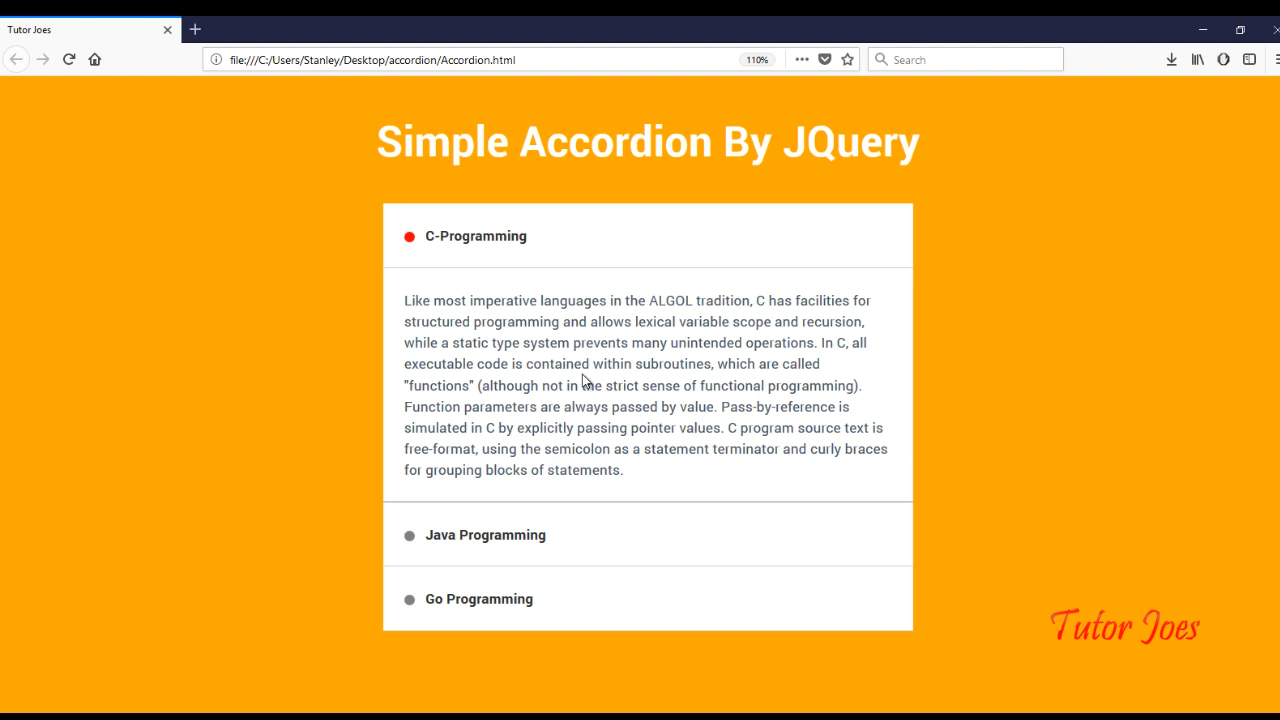 Tutor Joes
file:///C:/Users/Stanley/Desktop/accordion/Accordion.html
110%
Search
Simple Accordion By JQuery
C-Programming
Like most imperative languages in the ALGOL tradition, C has facilities for
structured programming and allows lexical variable scope and recursion,
while a static type system prevents many unintended operations. In C, all
executable code is contained within subroutines, which are called
"functions" (although not in the strict sense of functional programming).
Function parameters are always passed by value. Pass-by-reference is
simulated in C by explicitly passing pointer values. C program source text is
free-format, using the semicolon as a statement terminator and curly braces
for grouping blocks of statements.
Java Programming
Go Programming
Tutor Joes